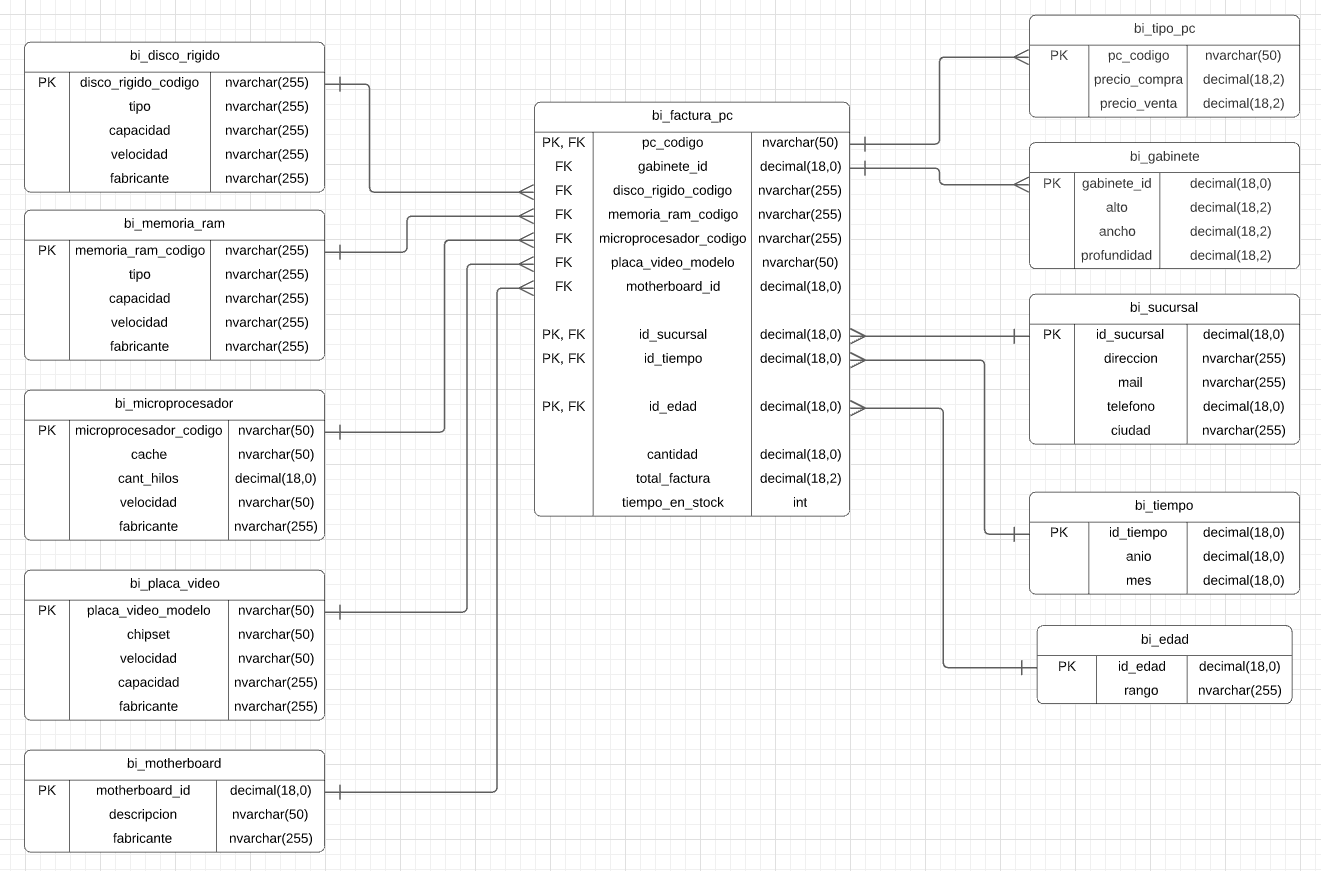 bi_disco_rigido
PK disco_rigido_codigo nvarchar(255)
tipo nvarchar(255)
capacidad nvarchar(255)
velocidad nvarchar(255)
fabricante nvarchar(255)
bi_memoria_ram
PK memoria_ram_codigo nvarchar(255)
tipo nvarchar(255)
capacidad nvarchar(255)
velocidad nvarchar(255)
fabricante nvarchar(255)
bi_microprocesador
PK microprocesador_codigo nvarchar(50)
cache nvarchar(50)
cant_hilos decimal(18,0)
velocidad nvarchar(50)
fabricante nvarchar(255)
bi_placa_video
PK placa_video_modelo nvarchar(50)
chipset nvarchar(50)
velocidad nvarchar(50)
capacidad nvarchar(255)
fabricante nvarchar(255)
bi_motherboard
PK motherboard_id decimal(18,0)
descripcion nvarchar(50)
fabricante nvarchar(255)
bi_factura_pc
PK, FK pc_codigo nvarchar(50)
FK gabinete_id decimal(18,0)
FK disco_rigido_codigo nvarchar(255)
FK memoria_ram_codigo nvarchar(255)
FK microprocesador_codigo nvarchar(255)
FK placa_video_modelo nvarchar(50)
FK motherboard_id decimal(18,0)
PK, FK id_sucursal decimal(18,0)
PK, FK id_tiempo decimal(18,0)
PK, FK id_edad decimal(18,0)
cantidad decimal(18,0)
total_factura decimal(18,2)
tiempo_en_stock int
bi_tipo_pc
PK pc_codigo nvarchar(50)
precio_compra decimal(18,2)
precio_venta decimal(18,2)
bi_gabinete
PK gabinete_id decimal(18,0)
alto decimal(18,2)
ancho decimal(18,2)
profundidad decimal(18,2)
bi_sucursal
PK id_sucursal decimal(18,0)
direccion nvarchar(255)
mail nvarchar(255)
telefono decimal(18,0)
ciudad nvarchar(255)
bi_tiempo
PK id_tiempo decimal(18,0)
anio decimal(18,0)
mes decimal(18,0)
bi_edad
PK id_edad decimal(18,0)
rango nvarchar(255)